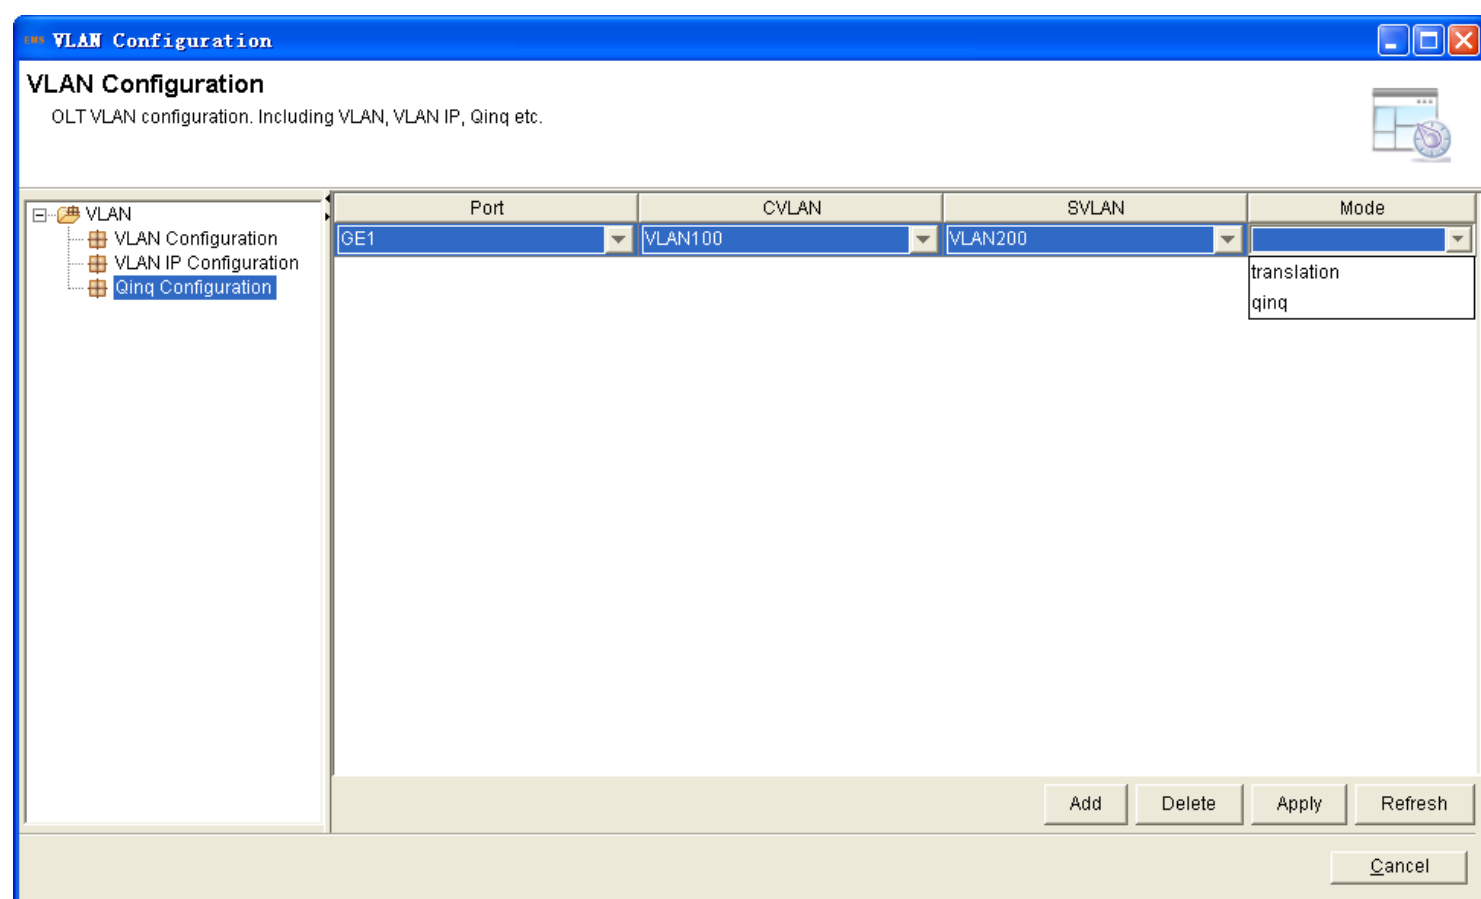 EMS VLAN Configuration
VLAN Configuration
OLT VLAN configuration. Including VLAN, VLAN IP, Qinq etc.
VLAN
VLAN Configuration
VLAN IP Configuration
Qinq Configuration
Port CVLAN SVLAN Mode
GE1 VLAN100 VLAN200
translation
qinq
Add Delete Apply Refresh
Cancel